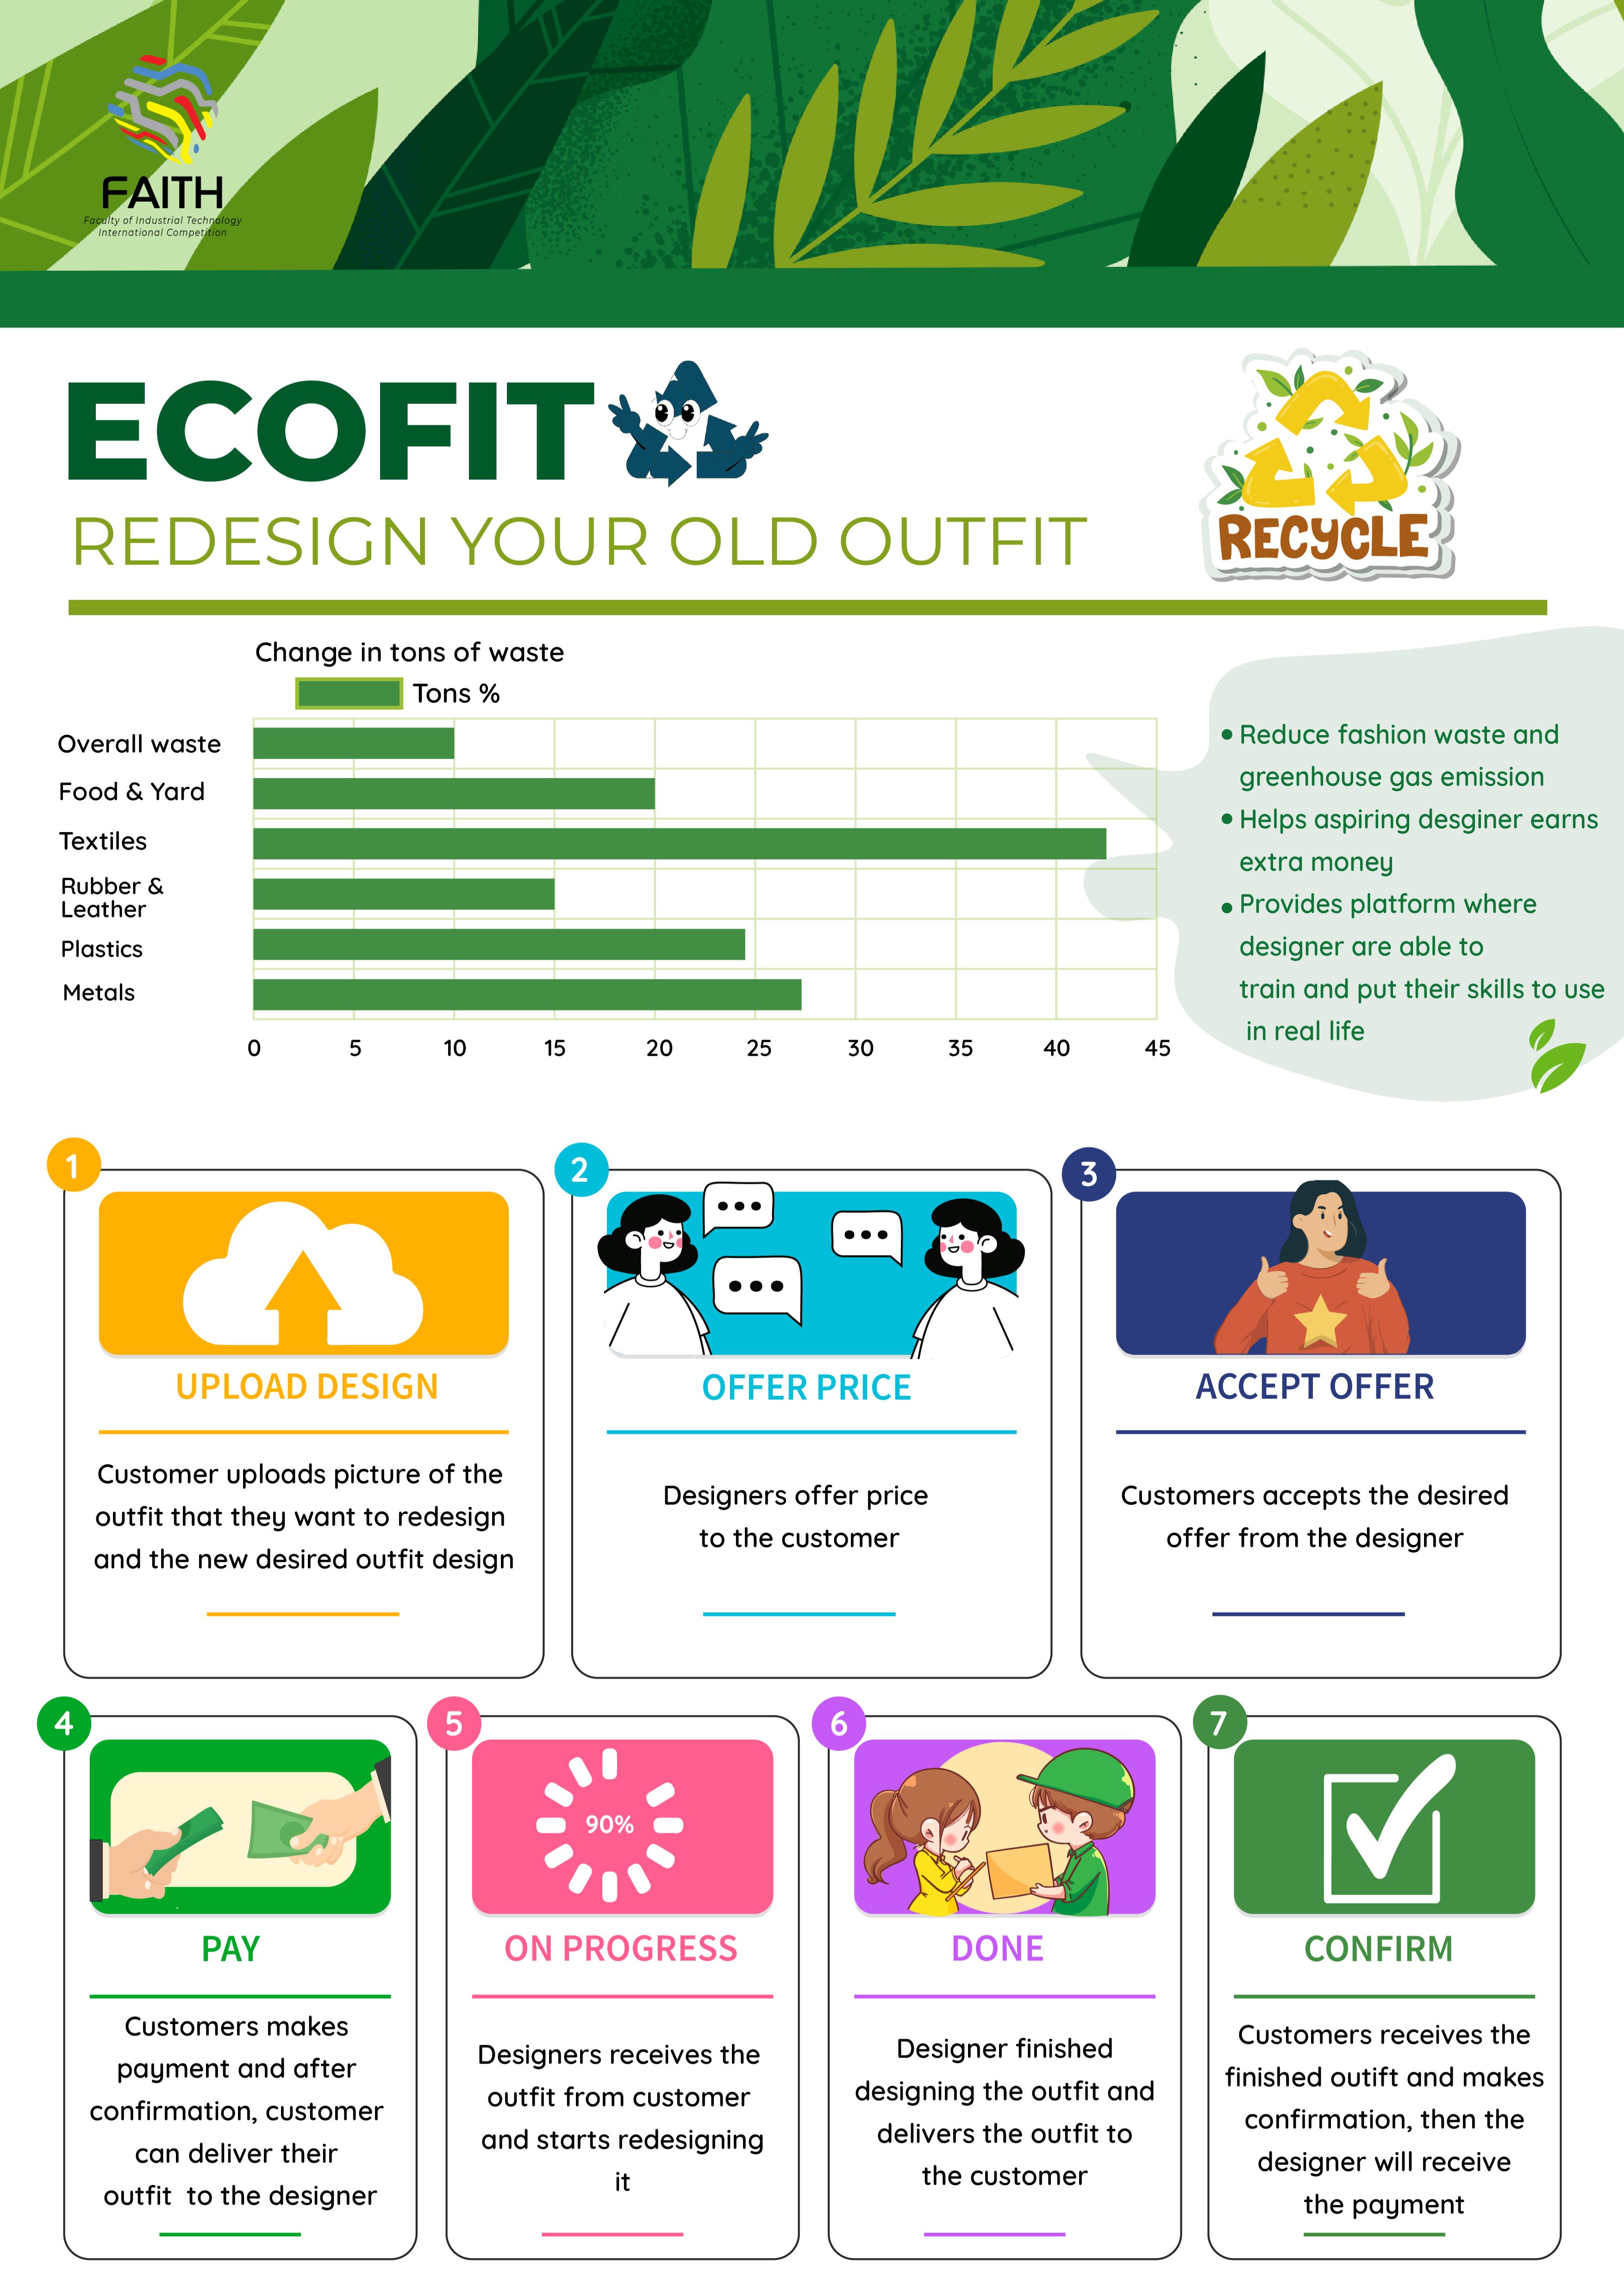 FAITH
Faculty of Industrial Technology
International Competition
ECOFIT
REDESIGN YOUR OLD OUTFIT
RECYCLE
Change in tons of waste
Tons %
Overall waste
Food & Yard
Textiles
Rubber &
Leather
Plastics
Metals
0 5 10 15 20 25 30 35 40 45
• Reduce fashion waste and
greenhouse gas emission
• Helps aspiring desginer earns
extra money
• Provides platform where
designer are able to
train and put their skills to use
in real life
1
UPLOAD DESIGN
Customer uploads picture of the
outfit that they want to redesign
and the new desired outfit design
2
OFFER PRICE
Designers offer price
to the customer
3
ACCEPT OFFER
Customers accepts the desired
offer from the designer
4
PAY
Customers makes
payment and after
confirmation, customer
can deliver their
outfit  to the designer
5
90%
ON PROGRESS
Designers receives the
outfit from customer
and starts redesigning
it
6
DONE
Designer finished
designing the outfit and
delivers the outfit to
the customer
7
CONFIRM
Customers receives the
finished outift and makes
confirmation, then the
designer will receive
the payment